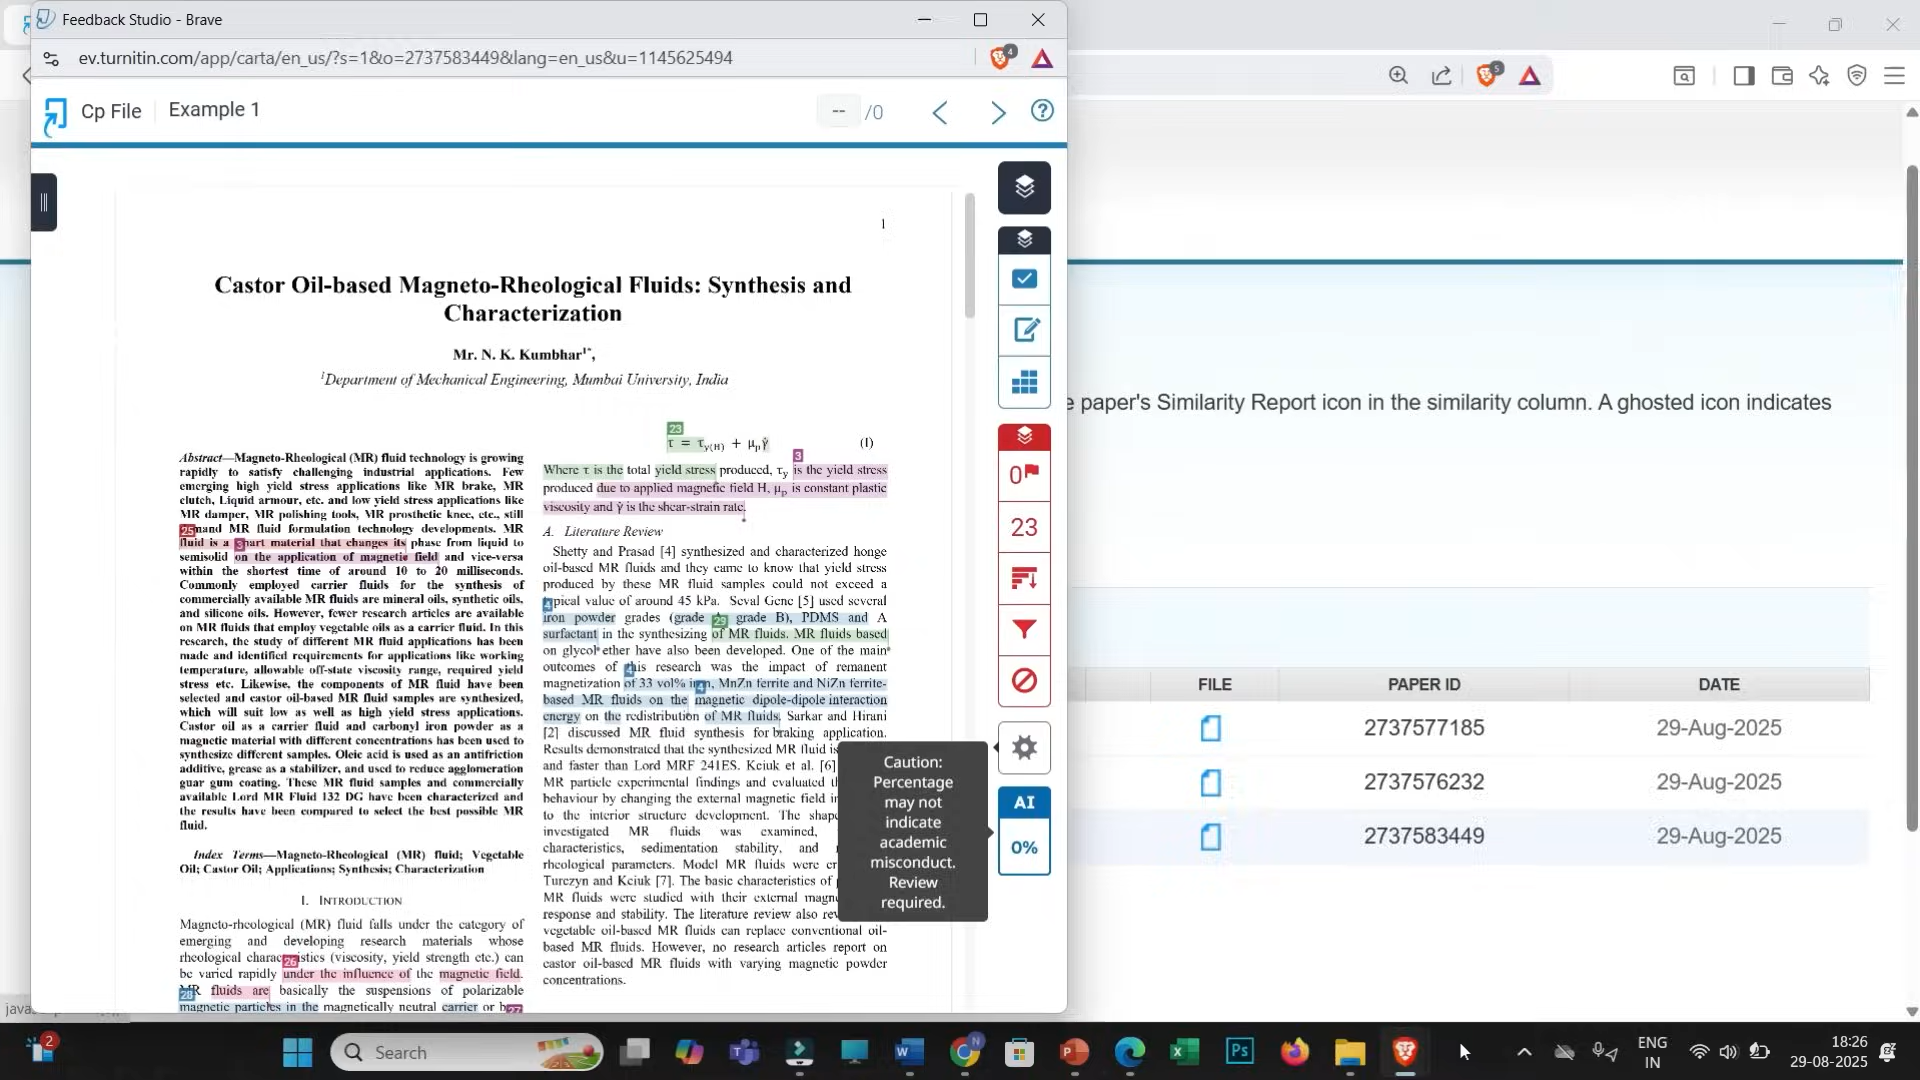 Feedback Studio - Brave
ev.turnitin.com/app/carta/en_us/?s=1&o=2737583449&lang=en_us&u=1145625494
4
5
Cp File
Example 1
-- /0
1
Castor Oil-based Magneto-Rheological Fluids: Synthesis and
Characterization
Mr. N. K. Kumbhar1*,
1Department of Mechanical Engineering, Mumbai University, India
Abstract—Magneto-Rheological (MR) fluid technology is growing
rapidly to satisfy challenging industrial applications. Few
emerging high yield stress applications like MR brake, MR
clutch, Liquid armour, etc. and low yield stress applications like
MR damper, MR polishing tools, MR prosthetic knee, etc., still
25 mand MR fluid formulation technology developments. MR
fluid is a 3 mart material that changes its phase from liquid to
semisolid on the application of magnetic field and vice-versa
within the shortest time of around 10 to 20 milliseconds.
Commonly employed carrier fluids for the synthesis of
commercially available MR fluids are mineral oils, synthetic oils,
and silicone oils. However, fewer research articles are available
on MR fluids that employ vegetable oils as a carrier fluid. In this
research, the study of different MR fluid applications has been
made and identified requirements for applications like working
temperature, allowable off-state viscosity range, required yield
stress etc. Likewise, the components of MR fluid have been
selected and castor oil-based MR fluid samples are synthesized,
which will suit low as well as high yield stress applications.
Castor oil as a carrier fluid and carbonyl iron powder as a
magnetic material with different concentrations has been used to
synthesize different samples. Oleic acid is used as an antifriction
additive, grease as a stabilizer, and used to reduce agglomeration
guar gum coating. These MR fluid samples and commercially
available Lord MR Fluid 132 DG have been characterized and
the results have been compared to select the best possible MR
fluid.
Index Terms—Magneto-Rheological (MR) fluid; Vegetable
Oil; Castor Oil; Applications; Synthesis; Characterization
I. INTRODUCTION
Magneto-rheological (MR) fluid falls under the category of
emerging and developing research materials whose
rheological characteristics (viscosity, yield strength etc.) can
26
be varied rapidly under the influence of the magnetic field.
MR fluids are basically the suspensions of polarizable
28 27
magnetic particles in the magnetically neutral carrier or
23
τ = τy(H) + μpγ̇ (1)
3
Where τ is the total yield stress produced, τy is the yield stress
produced due to applied magnetic field H, μp is constant plastic
viscosity and γ̇ is the shear-strain rate.
A. Literature Review
Shetty and Prasad [4] synthesized and characterized honge
oil-based MR fluids and they came to know that yield stress
produced by these MR fluid samples could not exceed a
4 pical value of around 45 kPa. Seval Genc [5] used several
iron powder grades (grade A, grade B), PDMS and A
29
surfactant in the synthesizing of MR fluids. MR fluids based
on glycol ether have also been developed. One of the main
outcomes of this research was the impact of remanent
4
magnetization of 33 vol% iron, MnZn ferrite and NiZn ferrite-
4
based MR fluids on the magnetic dipole-dipole interaction
energy on the redistribution of MR fluids. Sarkar and Hirani
[2] discussed MR fluid synthesis for braking application.
Results demonstrated that the synthesized MR fluid is
and faster than Lord MRF 241ES. Kciuk et al. [6]
MR particle experimental findings and evaluated
behaviour by changing the external magnetic field
to the interior structure development. The
investigated MR fluids was examined,
characteristics, sedimentation stability, and
rheological parameters. Model MR fluids were
Turczyn and Kciuk [7]. The basic characteristics of
MR fluids were studied with their external
response and stability. The literature review also
vegetable oil-based MR fluids can replace conventional oil-
based MR fluids. However, no research articles report on
castor oil-based MR fluids with varying magnetic powder
concentrations.
0
23
Caution:
Percentage
may not
indicate
academic
misconduct.
Review
required.
AI
0%
e paper's Similarity Report icon in the similarity column. A ghosted icon indicates
FILE PAPER ID DATE
2737577185 29-Aug-2025
2737576232 29-Aug-2025
2737583449 29-Aug-2025
2
Search
ENG
IN
18:26
29-08-2025